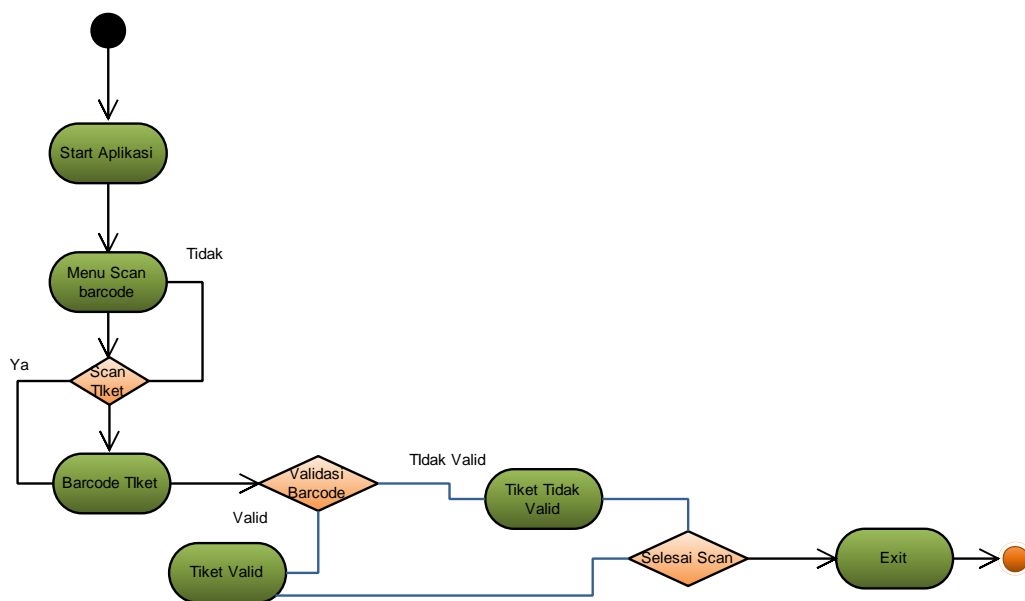 Start Aplikasi
Tidak
Menu Scan
barcode
Ya
Scan
TIket
Barcode TIket
Validasi
Barcode
TIdak Valid
Tiket Tidak
Valid
Valid
Tiket Valid
Selesai Scan
Exit